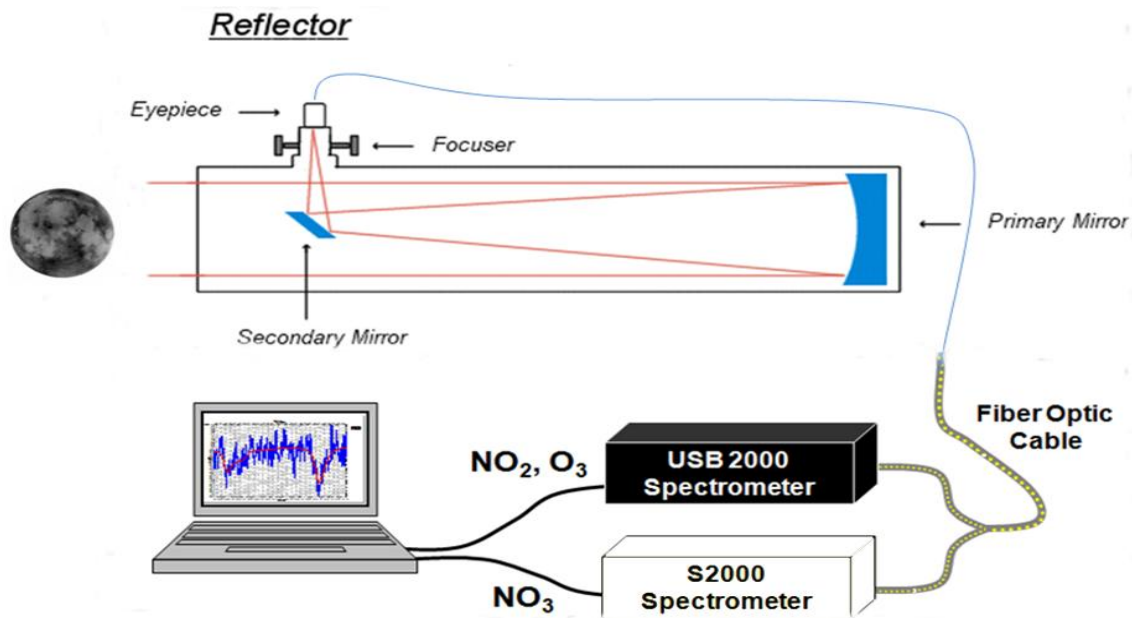 Reflector
Eyepiece
Focuser
Primary Mirror
Secondary Mirror
Fiber Optic
Cable
NO2, O3
USB 2000
Spectrometer
NO3
S2000
Spectrometer